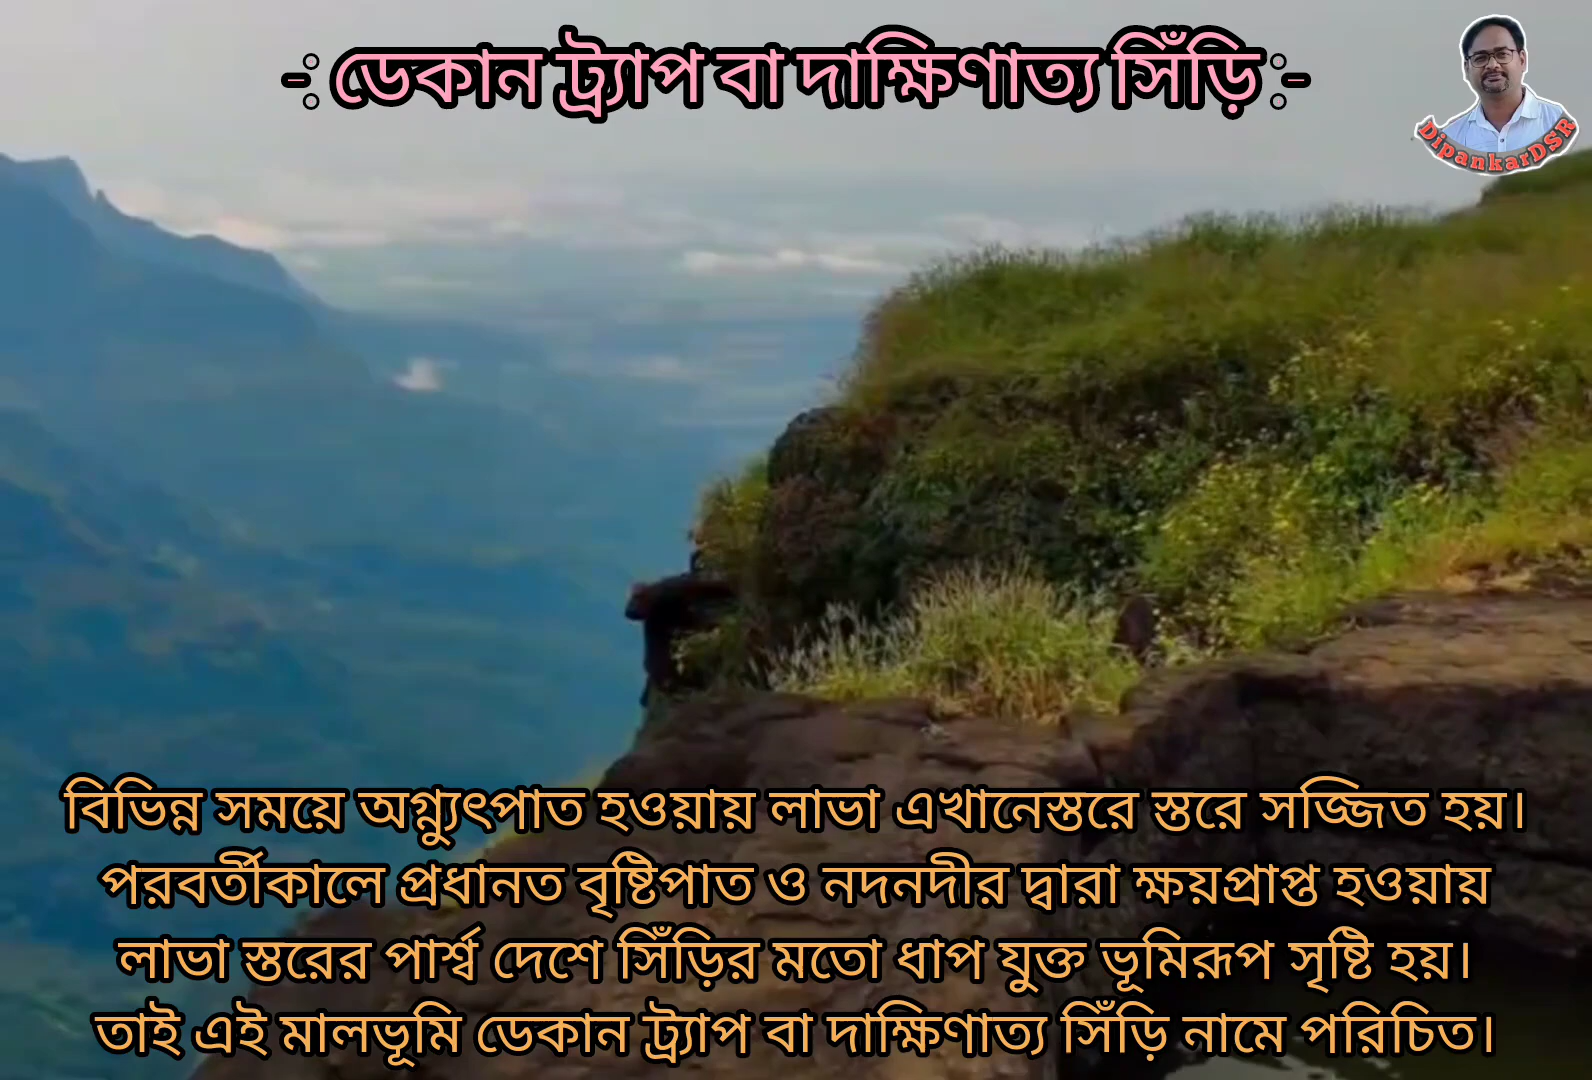 -ঃ ডেকান ট্র্যাপ বা দাক্ষিণাত্য সিঁড়ি ঃ-
DipankarDSR
বিভিন্ন সময়ে অগ্ন্যুৎপাত হওয়ায় লাভা এখানেস্তরে স্তরে সজ্জিত হয়।
পরবর্তীকালে প্রধানত বৃষ্টিপাত ও নদনদীর দ্বারা ক্ষয়প্রাপ্ত হওয়ায়
লাভা স্তরের পার্শ্ব দেশে সিঁড়ির মতো ধাপ যুক্ত ভূমিরূপ সৃষ্টি হয়।
তাই এই মালভূমি ডেকান ট্র্যাপ বা দাক্ষিণাত্য সিঁড়ি নামে পরিচিত।